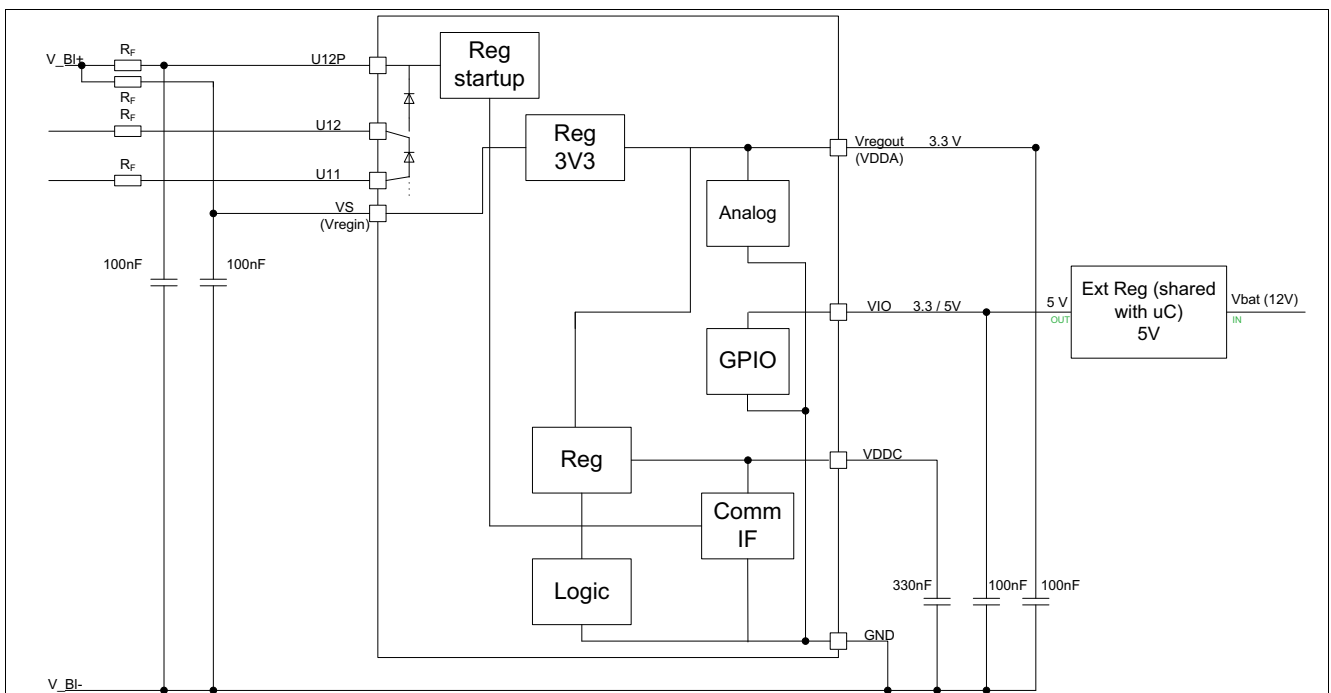 V_BI+
RF
RF
RF
RF
U12P
U12
U11
VS
(Vregin)
100nF
100nF
Reg
startup
Reg
3V3
Vregout 3.3 V
(VDDA)
Analog
VIO 3.3 / 5V
5 V
OUT
Ext Reg (shared
with uC)
5V
Vbat (12V)
IN
GPIO
Reg
VDDC
Comm
IF
Logic
330nF
100nF
100nF
GND
V_BI-